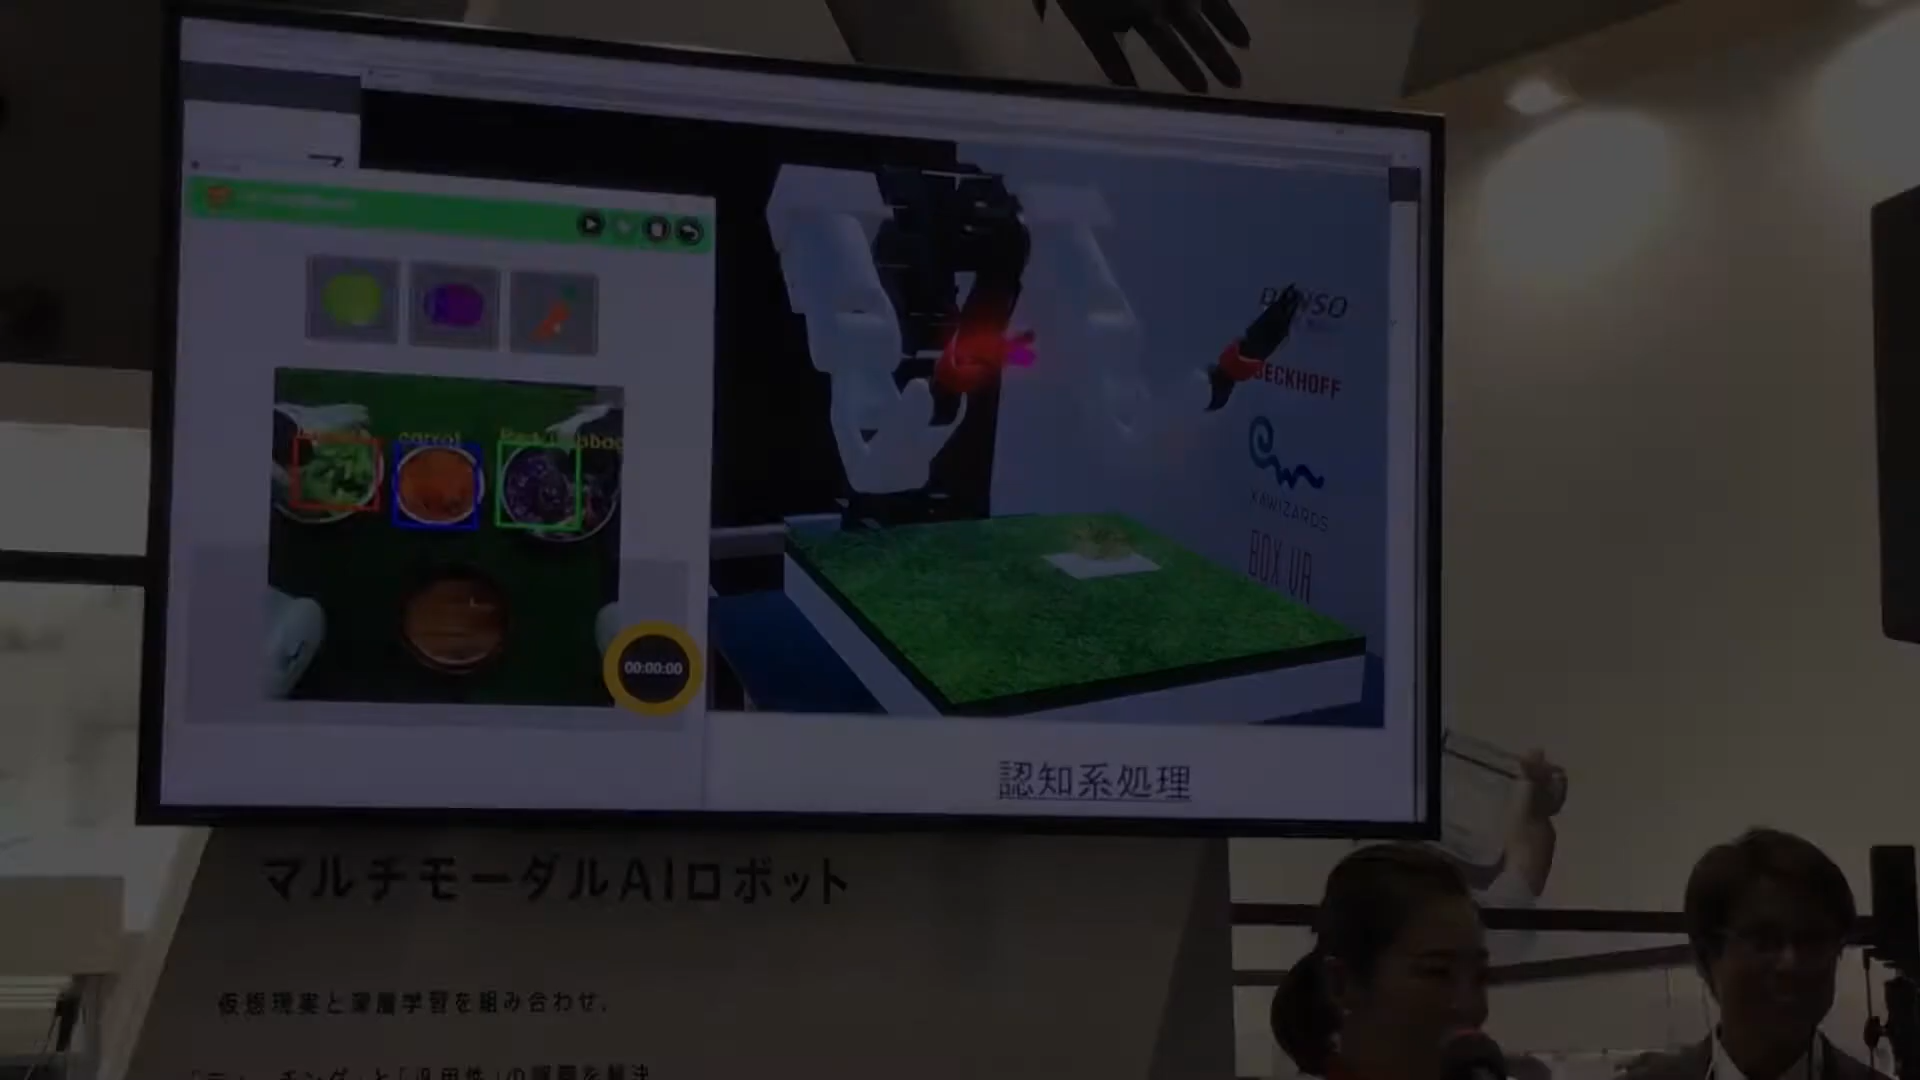 carrot
00:00:00
DENSO
BECKHOFF
XAWIZARDS
BOX VR
認知系処理
マルチモーダルAIロボット
仮想現実と深層学習を組み合わせ、